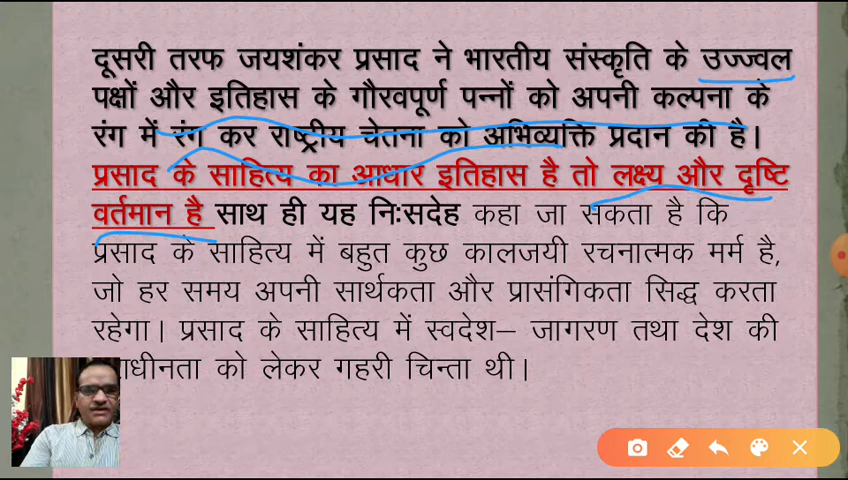 दूसरी तरफ जयशंकर प्रसाद ने भारतीय संस्कृति के उज्ज्वल
पक्षों और इतिहास के गौरवपूर्ण पन्नों को अपनी कल्पना के
रंग में रंग कर राष्ट्रीय चेतना को अभिव्यक्ति प्रदान की है।
प्रसाद के साहित्य का आधार इतिहास है तो लक्ष्य और दृष्टि
वर्तमान है साथ ही यह निःसदेह कहा जा सकता है कि
प्रसाद के साहित्य में बहुत कुछ कालजयी रचनात्मक मर्म है,
जो हर समय अपनी सार्थकता और प्रासंगिकता सिद्ध करता
रहेगा। प्रसाद के साहित्य में स्वदेश– जागरण तथा देश की
को लेकर गहरी चिन्ता थी।